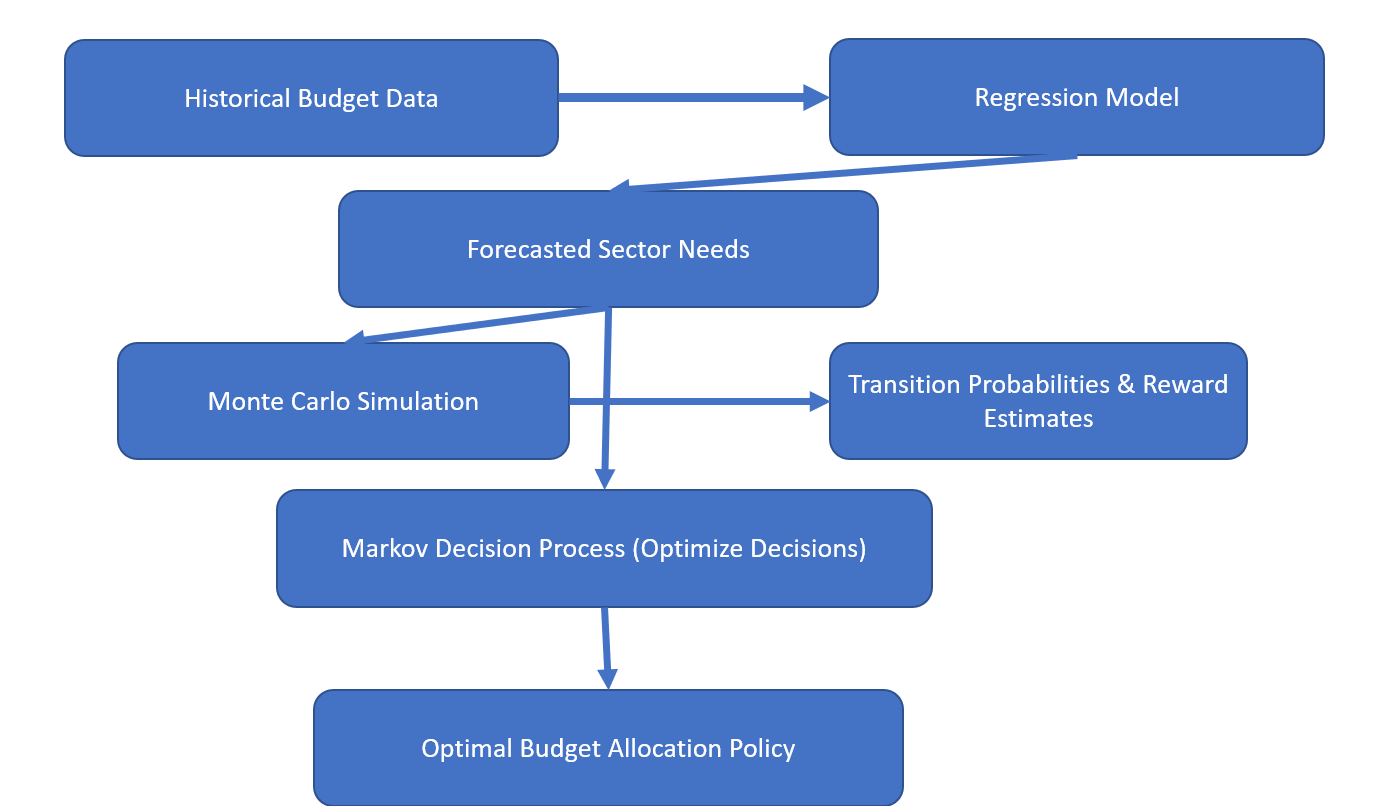 Historical Budget Data
Regression Model
Forecasted Sector Needs
Monte Carlo Simulation
Transition Probabilities & Reward
Estimates
Markov Decision Process (Optimize Decisions)
Optimal Budget Allocation Policy